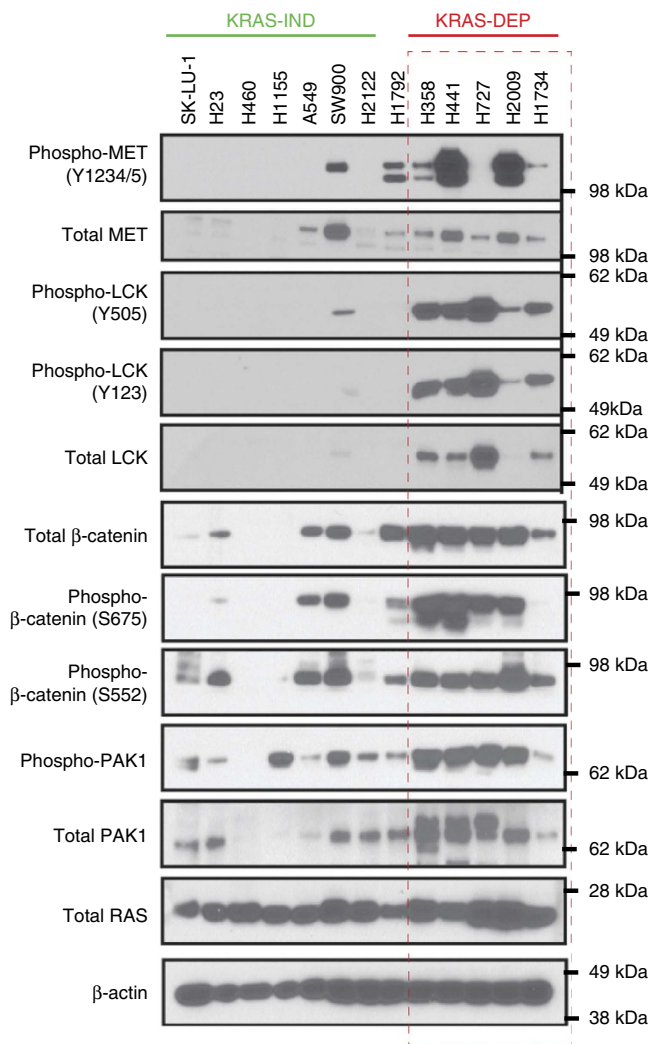 KRAS-IND KRAS-DEP
SK-LU-1 H23 H460 H1155 A549 SW900 H2122 H1792 H358 H441 H727 H2009 H1734
Phospho-MET
(Y1234/5)
98 kDa
Total MET
98 kDa
62 kDa
Phospho-LCK
(Y505)
49 kDa
62 kDa
Phospho-LCK
(Y123)
49kDa
62 kDa
Total LCK
49 kDa
98 kDa
Total β-catenin
98 kDa
Phospho-
β-catenin (S675)
98 kDa
Phospho-
β-catenin (S552)
Phospho-PAK1
62 kDa
Total PAK1
62 kDa
28 kDa
Total RAS
49 kDa
β-actin
38 kDa